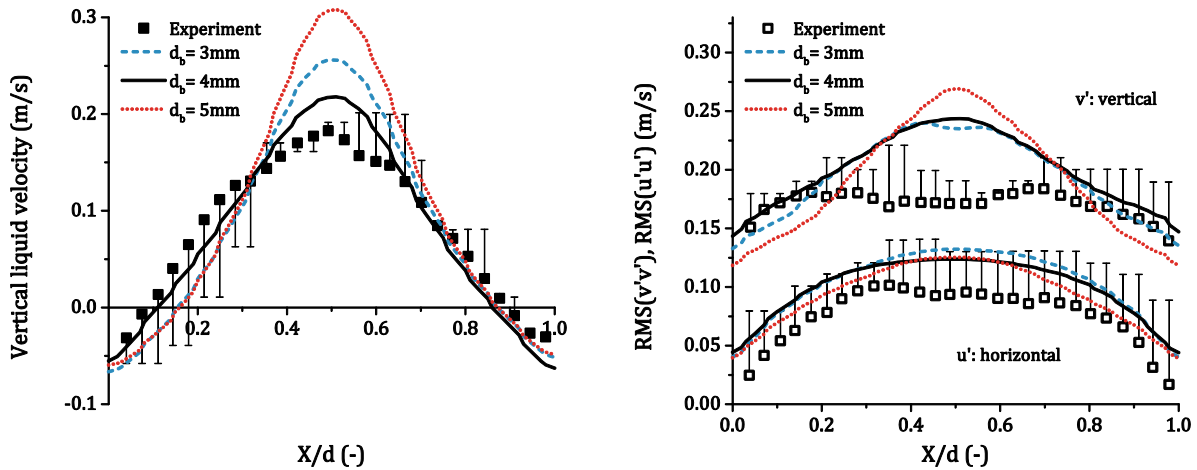 Vertical liquid velocity (m/s)
0.3
0.2
0.1
0.0
-0.1
Experiment
d_b= 3mm
d_b= 4mm
d_b= 5mm
0.2 0.4 0.6 0.8 1.0
X/d (-)
RMS(v'v'), RMS(u'u') (m/s)
0.30
0.25
0.20
0.15
0.10
0.05
0.00
Experiment
d_b= 3mm
d_b= 4mm
d_b= 5mm
v': vertical
u': horizontal
0.0 0.2 0.4 0.6 0.8 1.0
X/d (-)